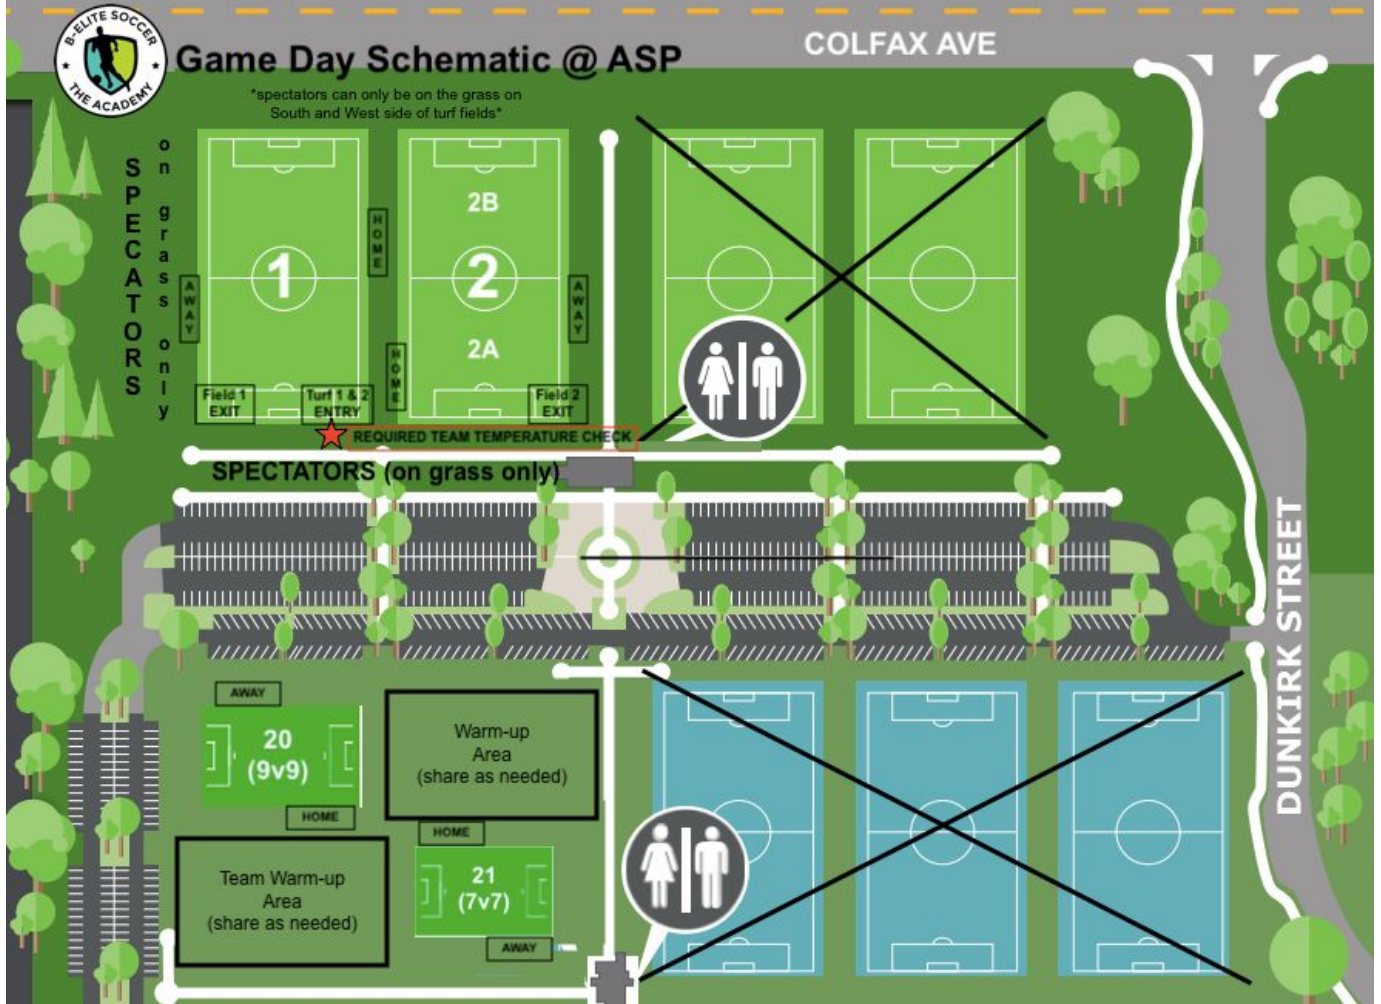 B-ELITE SOCCER
THE ACADEMY
Game Day Schematic @ ASP
COLFAX AVE
*spectators can only be on the grass on
South and West side of turf fields*
SPECATORS
on grass only
1
2B
2
2A
HOME
AWAY
HOME
AWAY
Field 1
EXIT
Turf 1 & 2
ENTRY
Field 2
EXIT
REQUIRED TEAM TEMPERATURE CHECK
SPECTATORS (on grass only)
DUNKIRK STREET
AWAY
20
(9v9)
HOME
Warm-up
Area
(share as needed)
HOME
21
(7v7)
AWAY
Team Warm-up
Area
(share as needed)